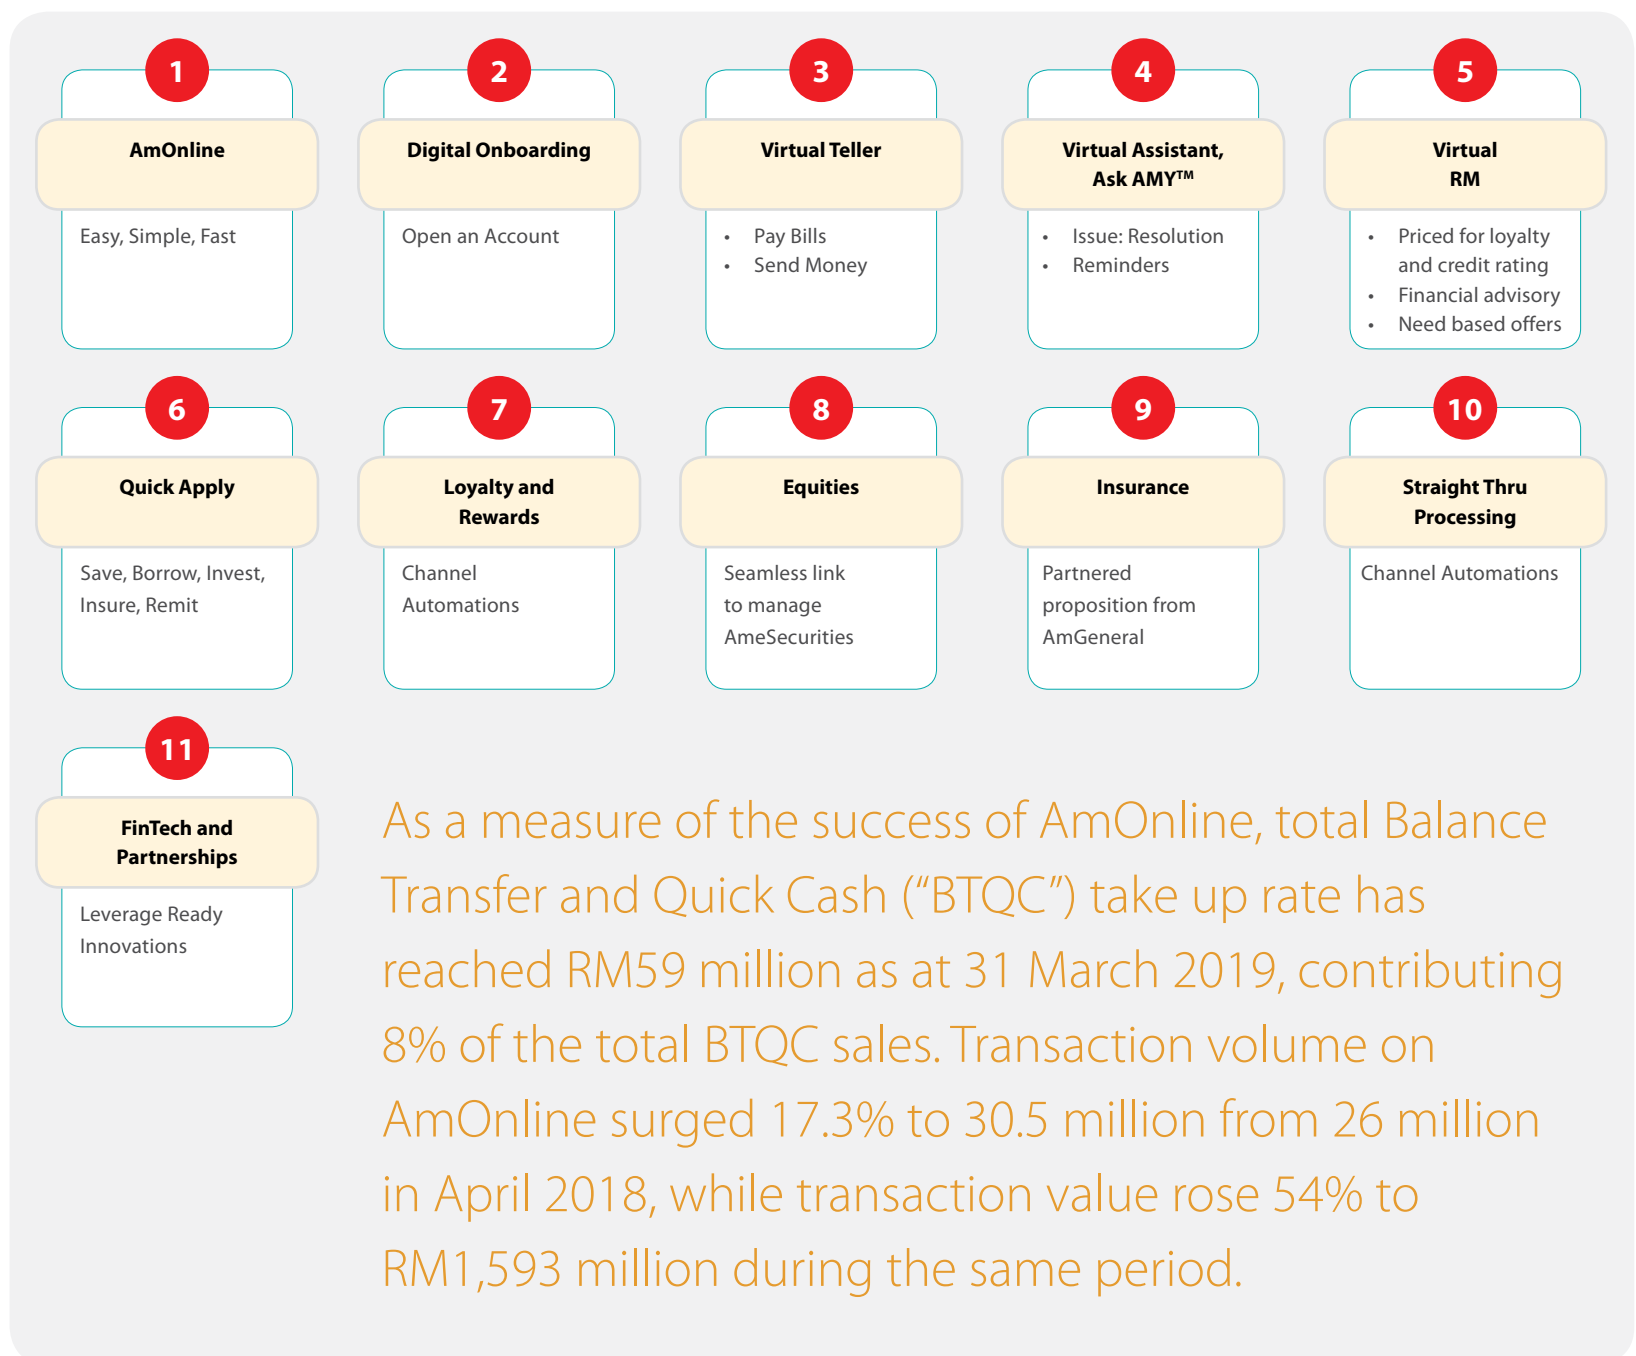 1
AmOnline
Easy, Simple, Fast
2
Digital Onboarding
Open an Account
3
Virtual Teller
• Pay Bills
• Send Money
4
Virtual Assistant,
Ask AMY™
• Issue: Resolution
• Reminders
5
Virtual
RM
• Priced for loyalty
and credit rating
• Financial advisory
• Need based offers
6
Quick Apply
Save, Borrow, Invest,
Insure, Remit
7
Loyalty and
Rewards
Channel
Automations
8
Equities
Seamless link
to manage
AmeSecurities
9
Insurance
Partnered
proposition from
AmGeneral
10
Straight Thru
Processing
Channel Automations
11
FinTech and
Partnerships
Leverage Ready
Innovations
As a measure of the success of AmOnline, total Balance
Transfer and Quick Cash (“BTQC”) take up rate has
reached RM59 million as at 31 March 2019, contributing
8% of the total BTQC sales. Transaction volume on
AmOnline surged 17.3% to 30.5 million from 26 million
in April 2018, while transaction value rose 54% to
RM1,593 million during the same period.